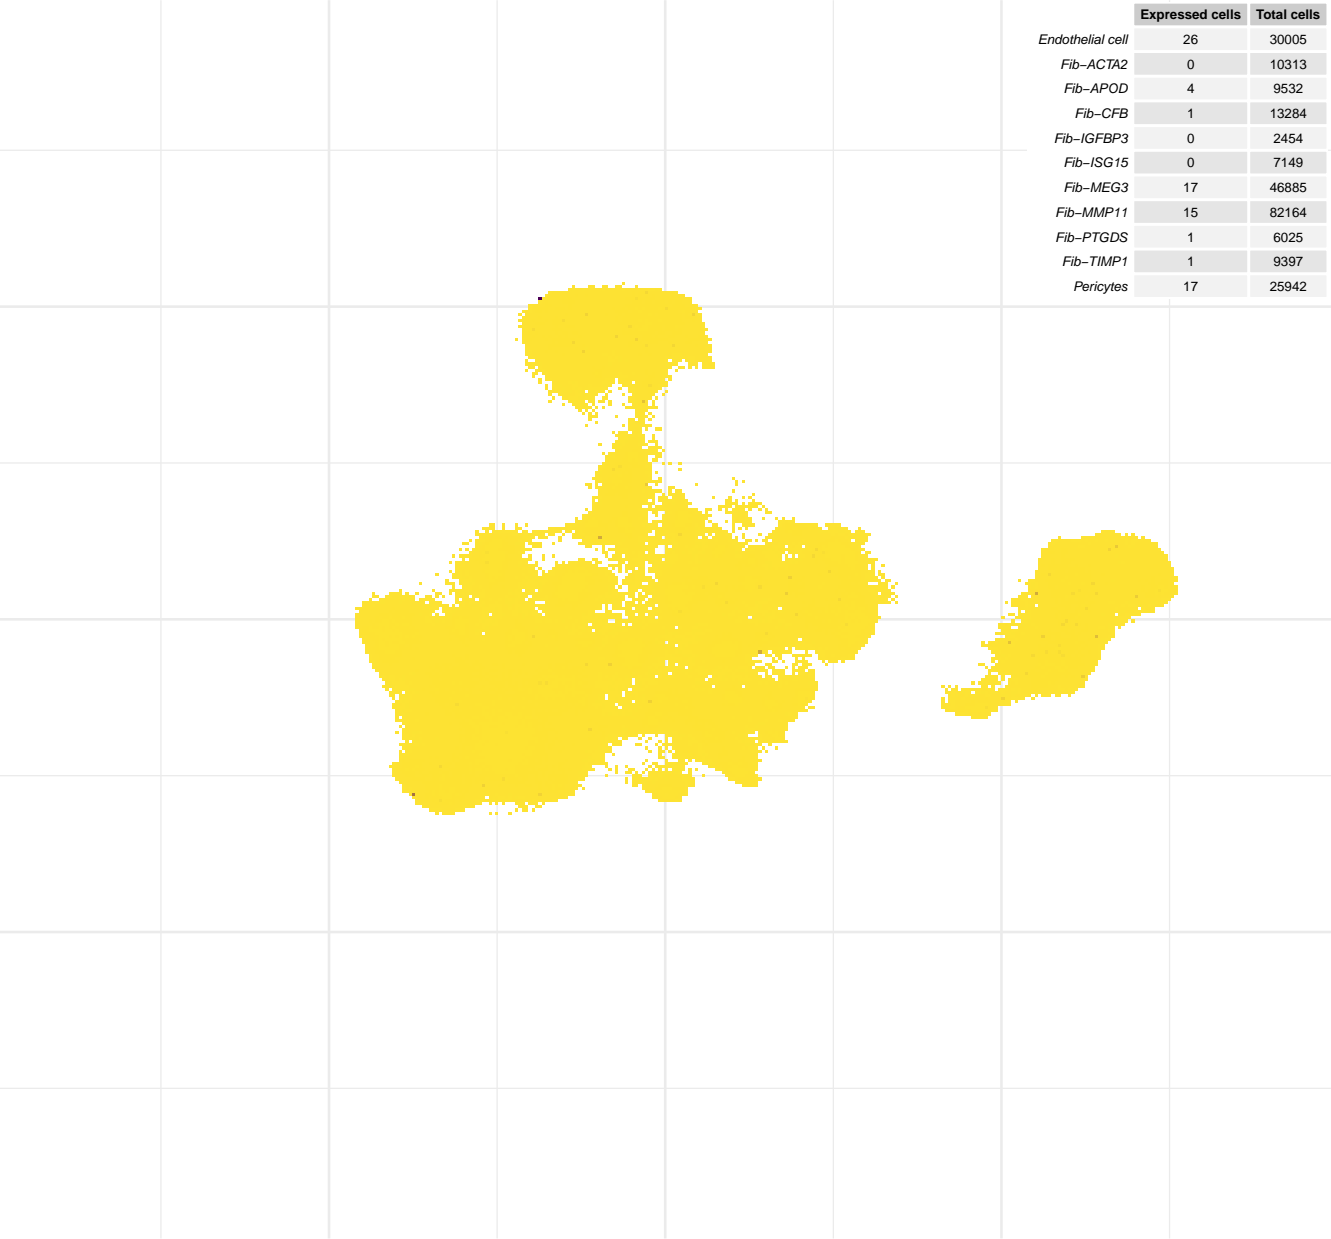 Expressed cells Total cells
Endothelial cell 26 30005
Fib−ACTA2 0 10313
Fib−APOD 4 9532
Fib−CFB 1 13284
Fib−IGFBP3 0 2454
Fib−ISG15 0 7149
Fib−MEG3 17 46885
Fib−MMP11 15 82164
Fib−PTGDS 1 6025
Fib−TIMP1 1 9397
Pericytes 17 25942